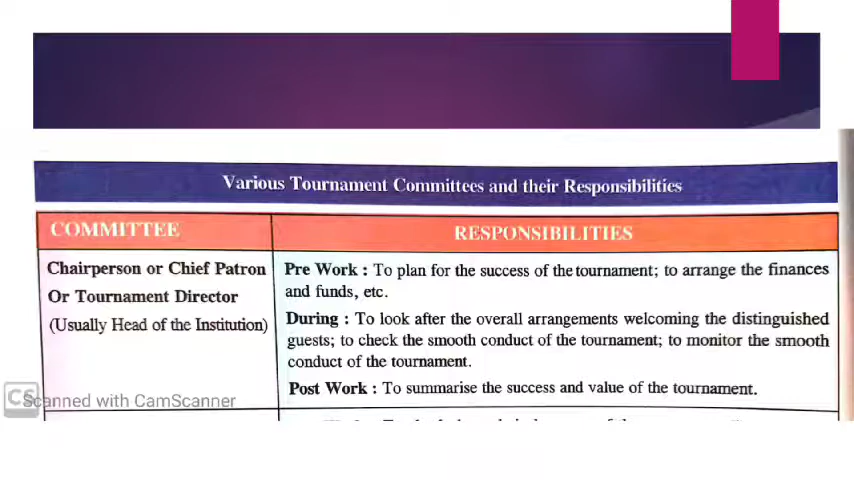 Various Tournament Committees and their Responsibilities
COMMITTEE
RESPONSIBILITIES
Chairperson or Chief Patron
Or Tournament Director
(Usually Head of the Institution)
Pre Work : To plan for the success of the tournament; to arrange the finances
and funds, etc.
During : To look after the overall arrangements welcoming the distinguished
guests; to check the smooth conduct of the tournament; to monitor the smooth
conduct of the tournament.
Post Work : To summarise the success and value of the tournament.
CS Scanned with CamScanner